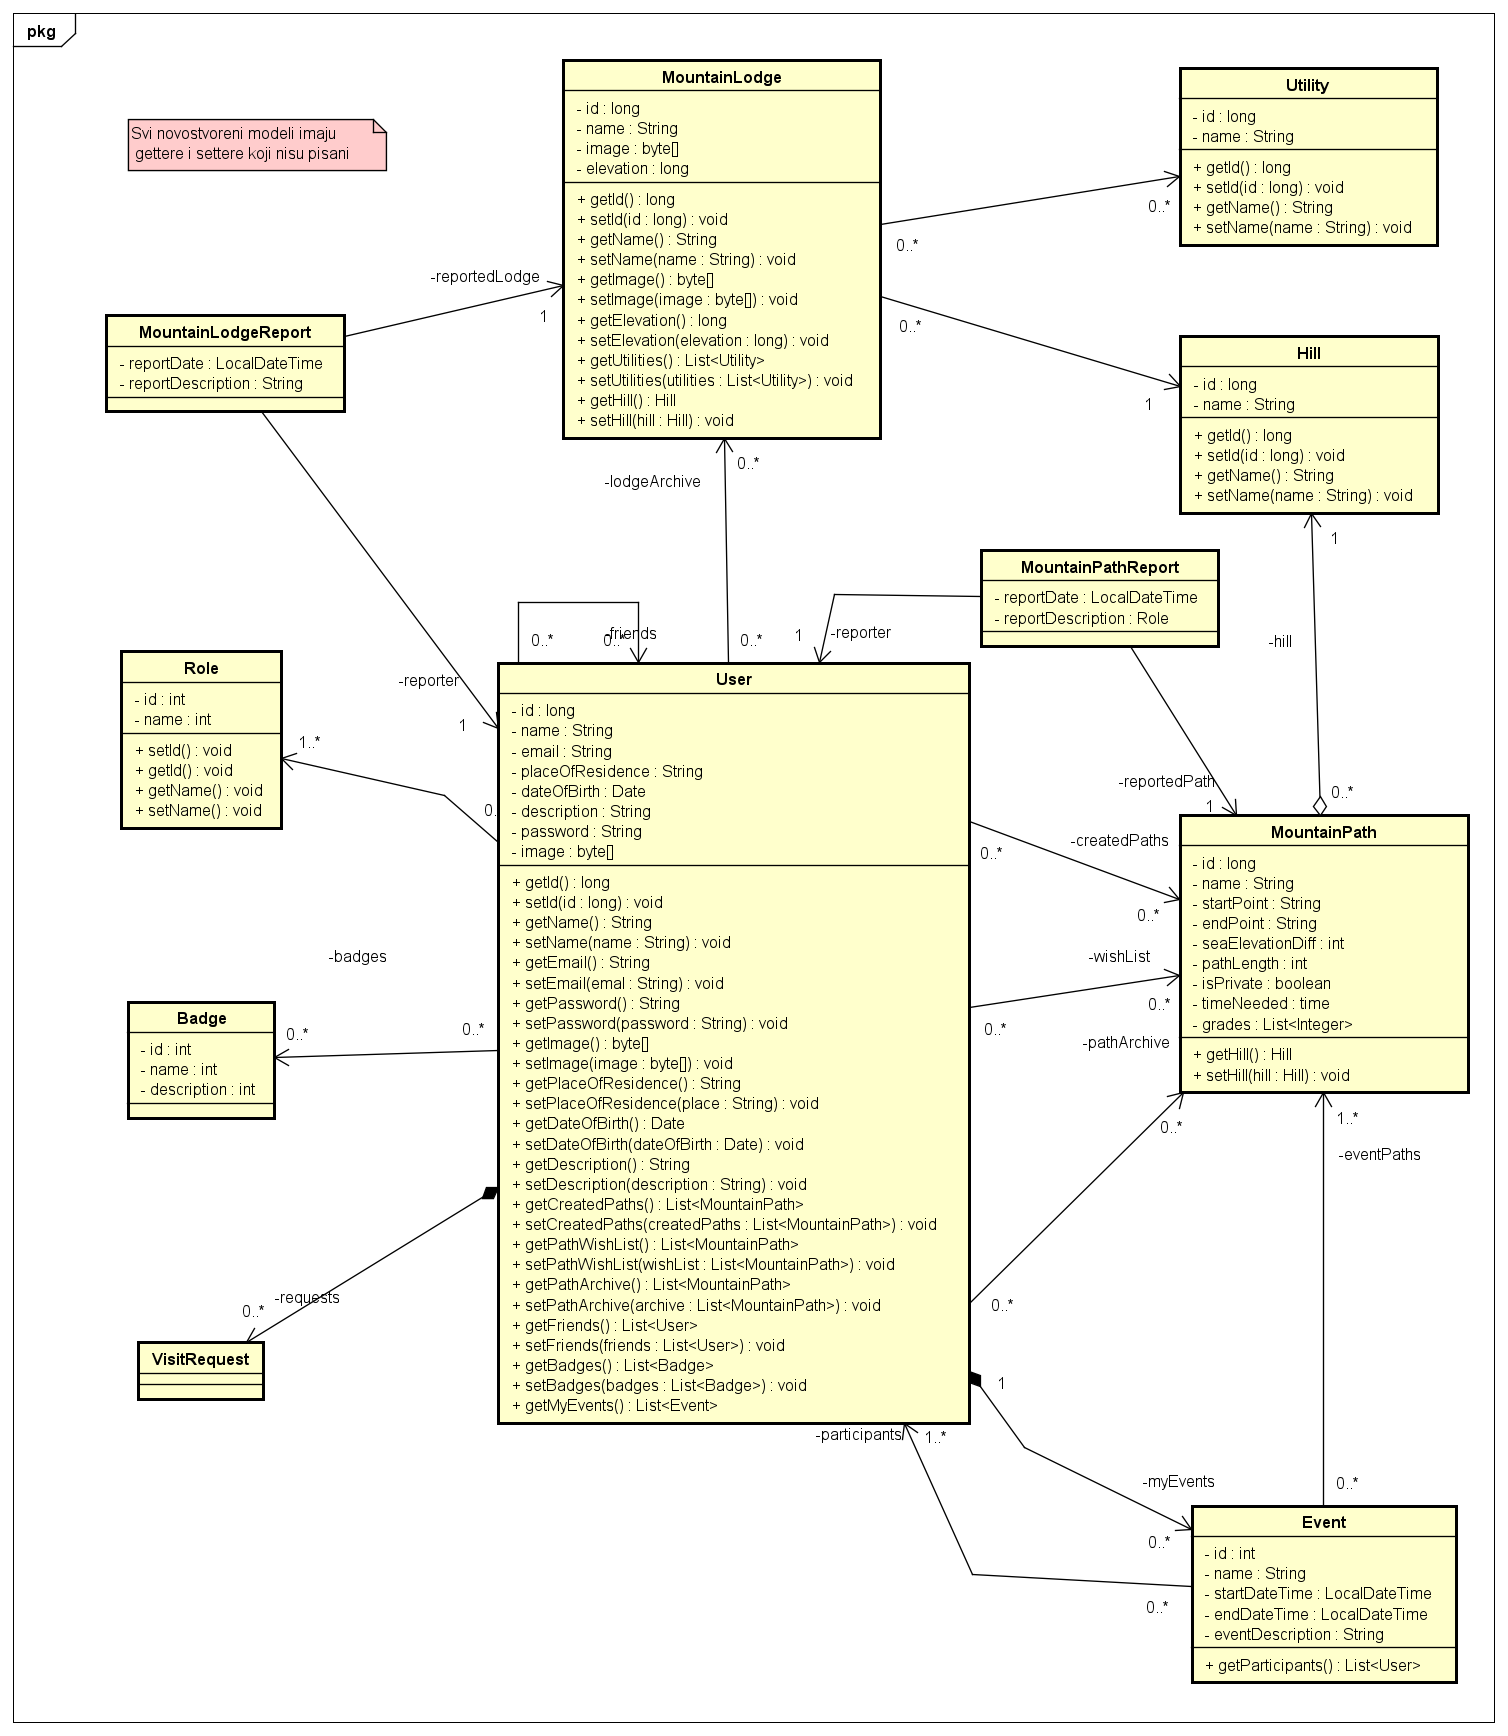 pkg
Svi novostvoreni modeli imaju
gettere i settere koji nisu pisani
MountainLodge
- id : long
- name : String
- image : byte[]
- elevation : long
+ getId() : long
+ setId(id : long) : void
+ getName() : String
+ setName(name : String) : void
+ getImage() : byte[]
+ setImage(image : byte[]) : void
+ getElevation() : long
+ setElevation(elevation : long) : void
+ getUtilities() : List<Utility>
+ setUtilities(utilities : List<Utility>) : void
+ getHill() : Hill
+ setHill(hill : Hill) : void
Utility
- id : long
- name : String
+ getId() : long
+ setId(id : long) : void
+ getName() : String
+ setName(name : String) : void
0..*
0..*
-reportedLodge
1
0..*
1
MountainLodgeReport
- reportDate : LocalDateTime
- reportDescription : String
Hill
- id : long
- name : String
+ getId() : long
+ setId(id : long) : void
+ getName() : String
+ setName(name : String) : void
0..*
-lodgeArchive
1
MountainPathReport
- reportDate : LocalDateTime
- reportDescription : Role
0..*
0..*
-friends
0..*
1
-reporter
-hill
Role
- id : int
- name : int
+ setId() : void
+ getId() : void
+ getName() : void
+ setName() : void
-reporter
1
1..*
0.
User
- id : long
- name : String
- email : String
- placeOfResidence : String
- dateOfBirth : Date
- description : String
- password : String
- image : byte[]
+ getId() : long
+ setId(id : long) : void
+ getName() : String
+ setName(name : String) : void
+ getEmail() : String
+ setEmail(emal : String) : void
+ getPassword() : String
+ setPassword(password : String) : void
+ getImage() : byte[]
+ setImage(image : byte[]) : void
+ getPlaceOfResidence() : String
+ setPlaceOfResidence(place : String) : void
+ getDateOfBirth() : Date
+ setDateOfBirth(dateOfBirth : Date) : void
+ getDescription() : String
+ setDescription(description : String) : void
+ getCreatedPaths() : List<MountainPath>
+ setCreatedPaths(createdPaths : List<MountainPath>) : void
+ getPathWishList() : List<MountainPath>
+ setPathWishList(wishList : List<MountainPath>) : void
+ getPathArchive() : List<MountainPath>
+ setPathArchive(archive : List<MountainPath>) : void
+ getFriends() : List<User>
+ setFriends(friends : List<User>) : void
+ getBadges() : List<Badge>
+ setBadges(badges : List<Badge>) : void
+ getMyEvents() : List<Event>
-reportedPath
1
0..*
MountainPath
- id : long
- name : String
- startPoint : String
- endPoint : String
- seaElevationDiff : int
- pathLength : int
- isPrivate : boolean
- timeNeeded : time
- grades : List<Integer>
+ getHill() : Hill
+ setHill(hill : Hill) : void
-createdPaths
0..*
0..*
-wishList
0..*
0..*
-pathArchive
0..*
0..*
-badges
0..*
0..*
Badge
- id : int
- name : int
- description : int
-requests
0..*
VisitRequest
1..*
-eventPaths
0..*
1
-myEvents
0..*
-participants
1..*
0..*
Event
- id : int
- name : String
- startDateTime : LocalDateTime
- endDateTime : LocalDateTime
- eventDescription : String
+ getParticipants() : List<User>